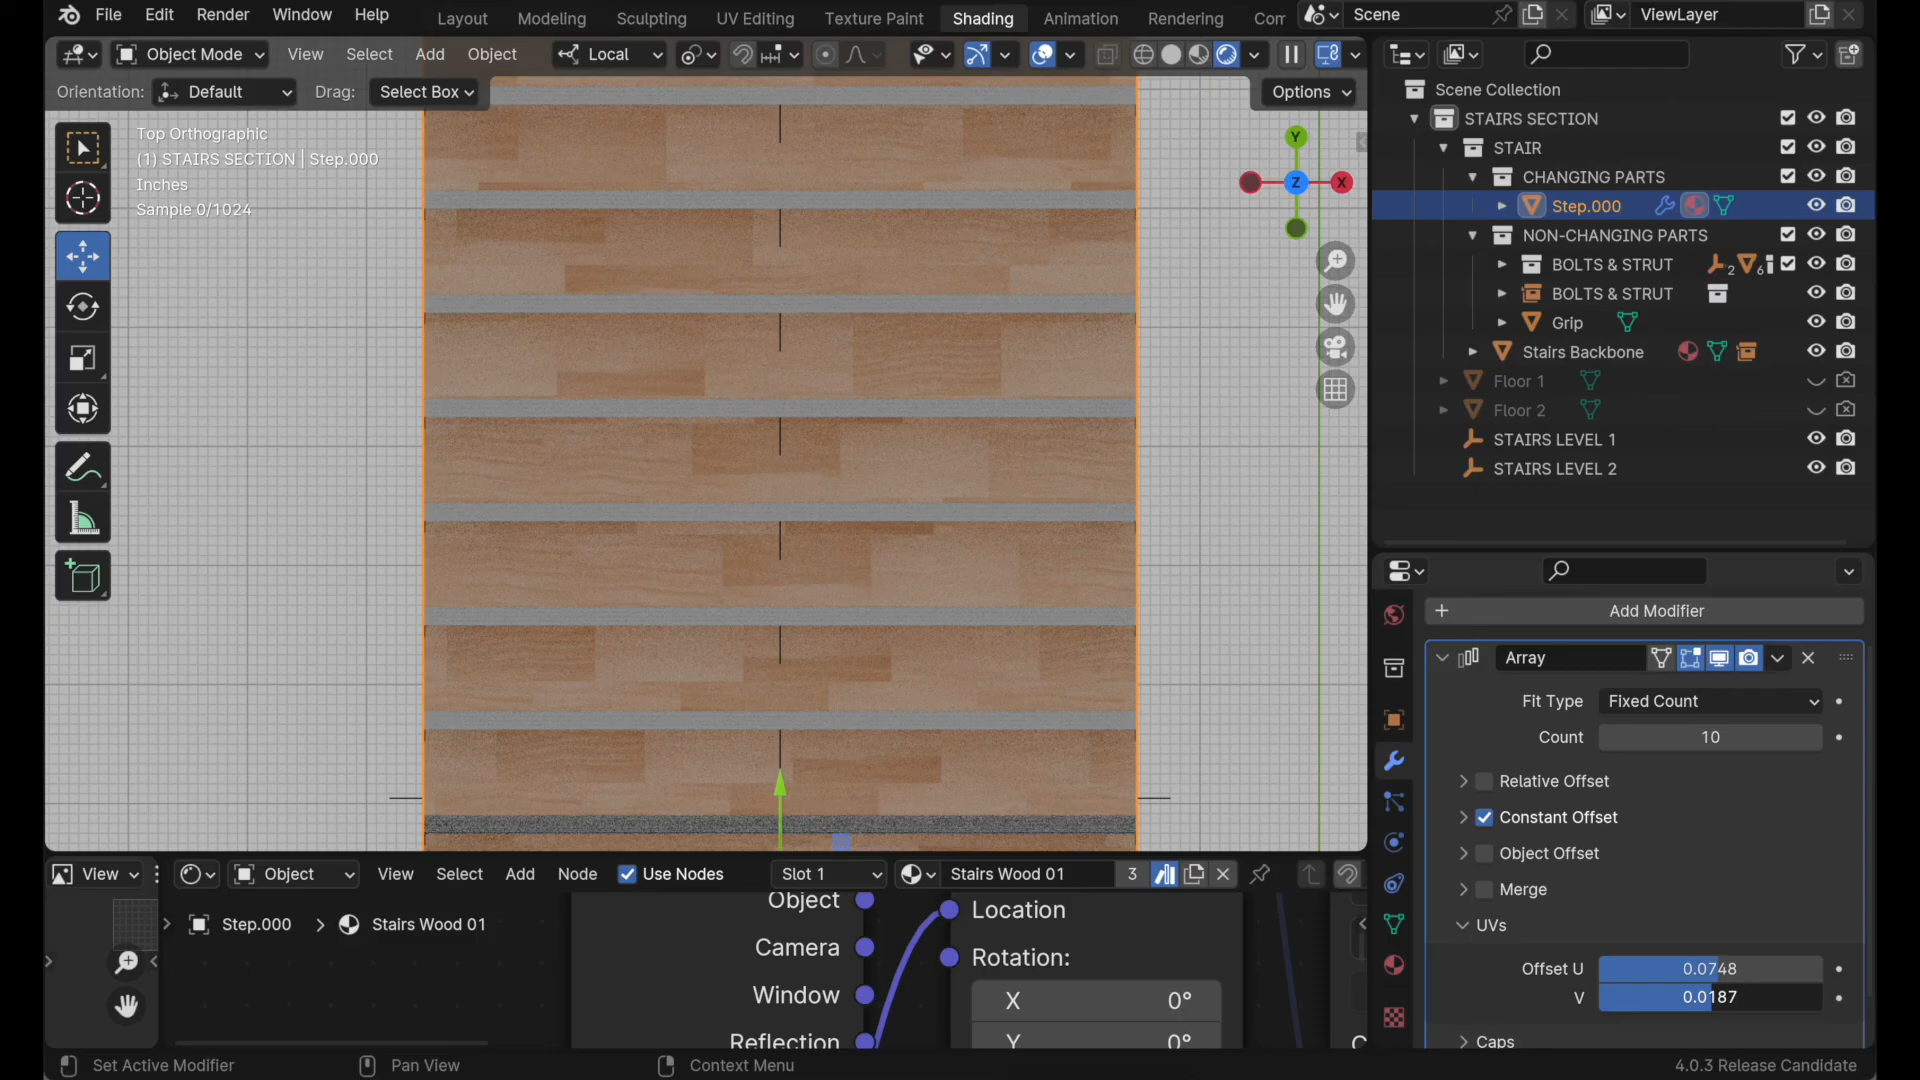 File Edit Render Window Help Layout Modeling Sculpting UV Editing Texture Paint Shading Animation Rendering Scene ViewLayer
Object Mode View Select Add Object Local
Orientation: Default Drag: Select Box Options
Top Orthographic
(1) STAIRS SECTION | Step.000
Inches
Sample 0/1024
Y
Z
X
Scene Collection
STAIRS SECTION
STAIR
CHANGING PARTS
Step.000
NON-CHANGING PARTS
BOLTS & STRUT 2 6
BOLTS & STRUT
Grip
Stairs Backbone
Floor 1
Floor 2
STAIRS LEVEL 1
STAIRS LEVEL 2
Add Modifier
Array
Fit Type Fixed Count
Count 10
Relative Offset
Constant Offset
Object Offset
Merge
UVs
Offset U 0.0748
V 0.0187
Caps
View Object View Select Add Node Use Nodes Slot 1 Stairs Wood 01 3
Step.000 > Stairs Wood 01
Object
Camera
Window
Reflection
Location
Rotation:
X 0°
Y 0°
Set Active Modifier Pan View Context Menu 4.0.3 Release Candidate